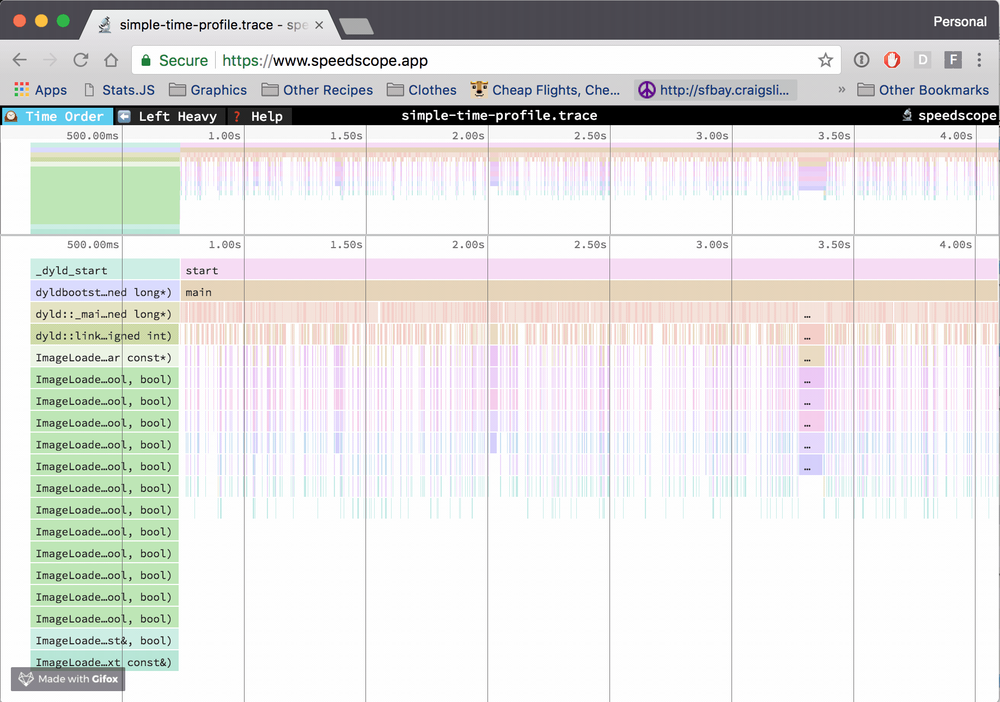 simple-time-profile.trace - spe
Personal
Secure
https://www.speedscope.app
D
F
Apps
Stats.JS
Graphics
Other Recipes
Clothes
Cheap Flights, Che...
http://sfbay.craigsli...
»
Other Bookmarks
Time Order
Left Heavy
? Help
simple-time-profile.trace
speedscope
500.00ms 1.00s 1.50s 2.00s 2.50s 3.00s 3.50s 4.00s
500.00ms 1.00s 1.50s 2.00s 2.50s 3.00s 3.50s 4.00s
_dyld_start start
dyldbootst…ned long*) main
dyld::_mai…ned long*) …
dyld::link…igned int) …
ImageLoade…ar const*) …
ImageLoade…ool, bool) …
ImageLoade…ool, bool) …
ImageLoade…ool, bool) …
ImageLoade…ool, bool) …
ImageLoade…ool, bool) …
ImageLoade…ool, bool)
ImageLoade…ool, bool)
ImageLoade…ool, bool)
ImageLoade…ool, bool)
ImageLoade…ool, bool)
ImageLoade…ool, bool)
ImageLoade…ool, bool)
ImageLoade…st&, bool)
ImageLoade…xt const&)
Made with Gifox